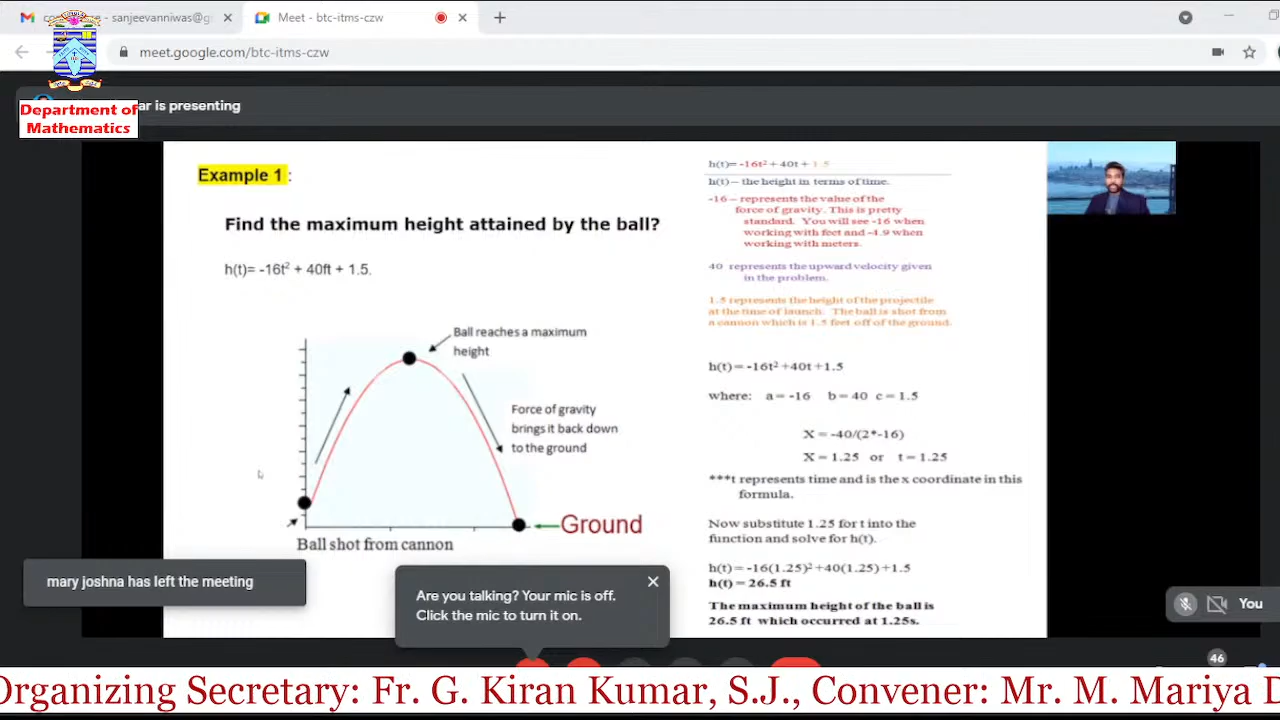 sanjeevanniwas@g
Meet - btc-itms-czw
meet.google.com/btc-itms-czw
Department of
Mathematics
ar is presenting
Example 1 :
Find the maximum height attained by the ball?
h(t)= -16t² + 40ft + 1.5.
Ball reaches a maximum
height
Force of gravity
brings it back down
to the ground
Ground
Ball shot from cannon
h(t)= -16t² + 40t + 1.5
h(t) – the height in terms of time.
-16 – represents the value of the
force of gravity. This is pretty
standard. You will see -16 when
working with feet and -4.9 when
working with meters.
40 represents the upward velocity given
in the problem.
1.5 represents the height of the projectile
at the time of launch. The ball is shot from
a cannon which is 1.5 feet off of the ground.
h(t)= -16t² +40t +1.5
where: a= -16 b= 40 c= 1.5
X = -40/(2*-16)
X = 1.25 or t = 1.25
***t represents time and is the x coordinate in this
formula.
Now substitute 1.25 for t into the
function and solve for h(t).
h(t)= -16(1.25)² +40(1.25) +1.5
h(t) = 26.5 ft
The maximum height of the ball is
26.5 ft which occurred at 1.25s.
mary joshna has left the meeting
Are you talking? Your mic is off.
Click the mic to turn it on.
You
46
Organizing Secretary: Fr. G. Kiran Kumar, S.J., Convener: Mr. M. Mariya D